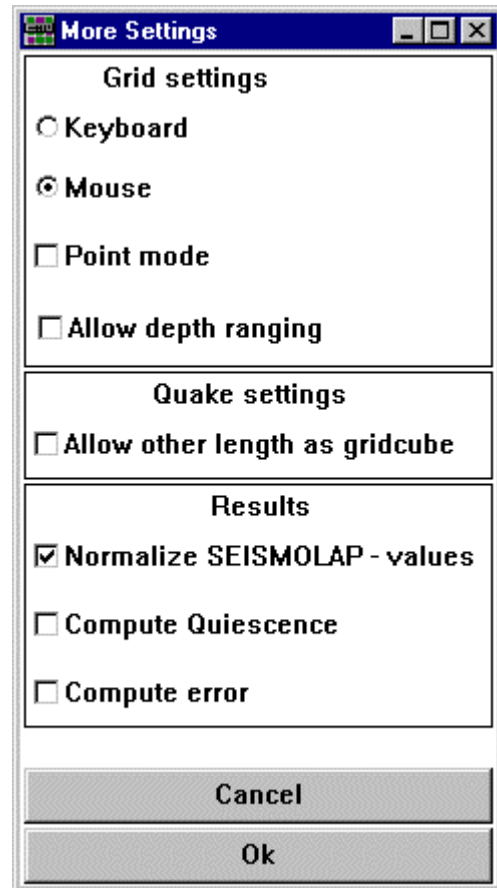 More Settings
Grid settings
Keyboard
Mouse
Point mode
Allow depth ranging
Quake settings
Allow other length as gridcube
Results
Normalize SEISMOLAP - values
Compute Quiescence
Compute error
Cancel
Ok